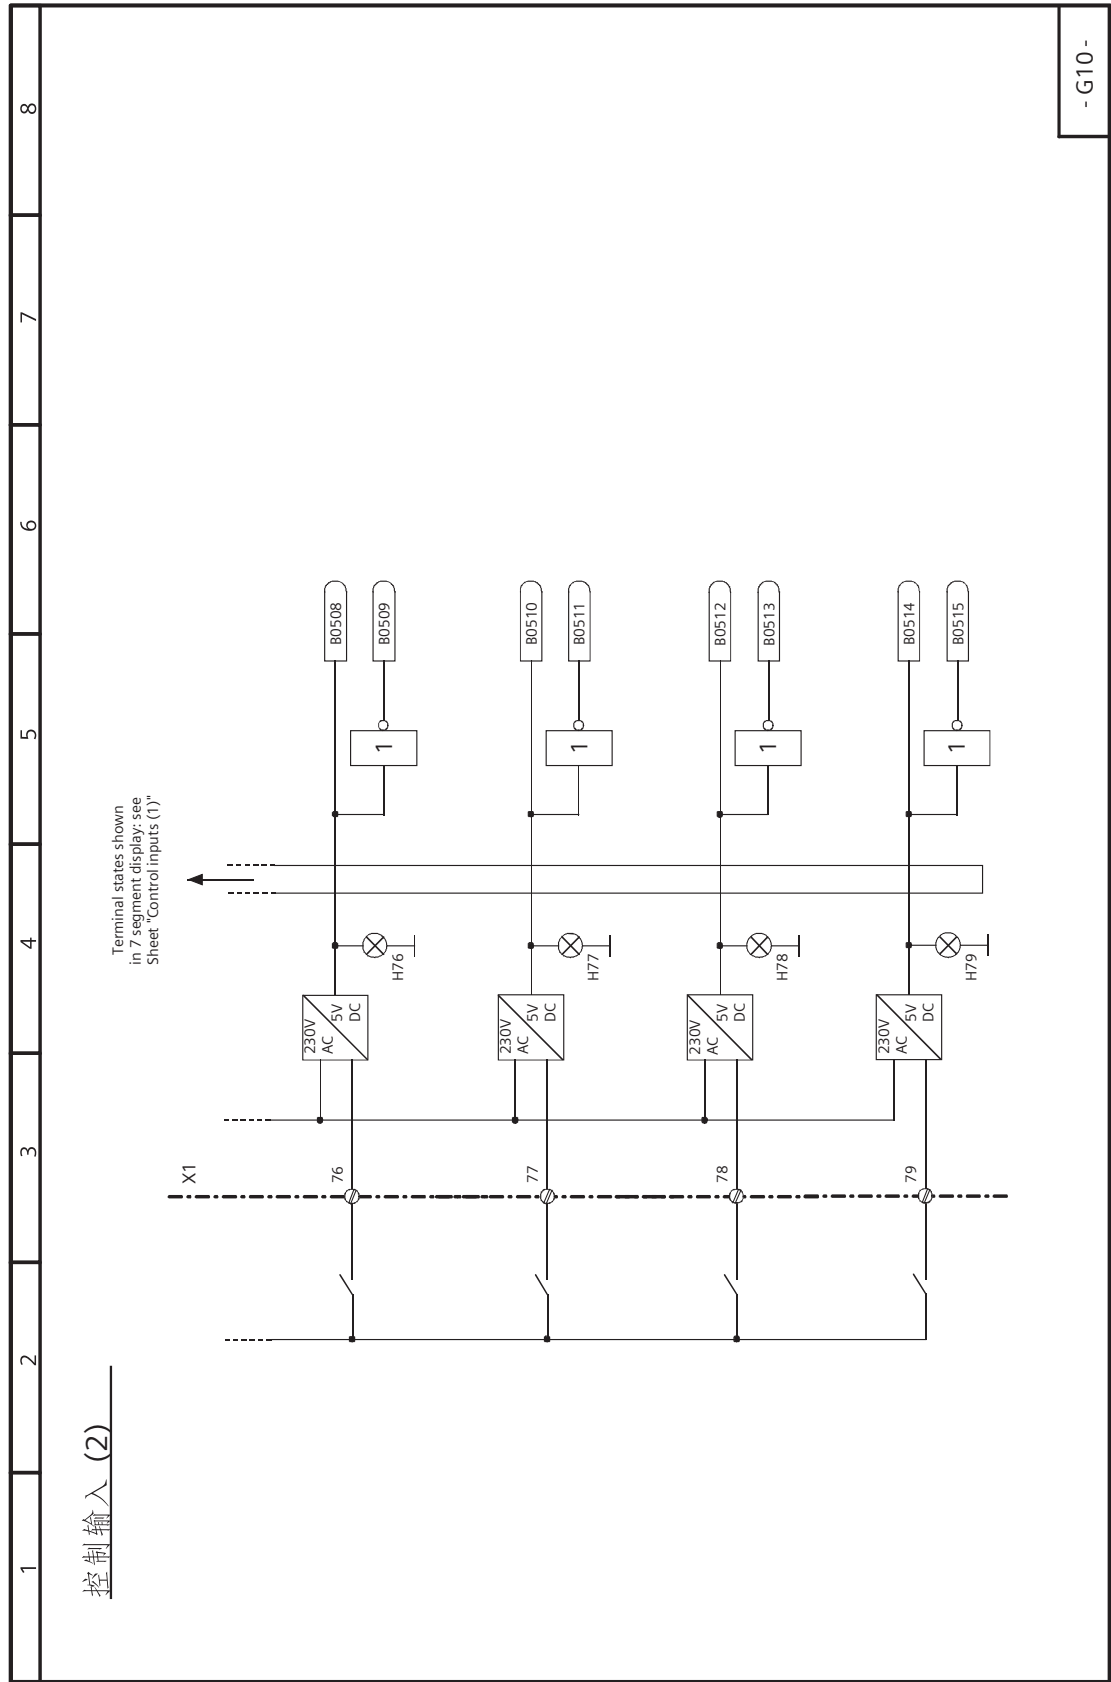 1
2
3
4
5
6
7
8
控制输入 (2)
Terminal states shown
in 7 segment display: see
Sheet "Control inputs (1)"
X1
76
230V
AC
5V
DC
H76
1
B0508
B0509
77
230V
AC
5V
DC
H77
1
B0510
B0511
78
230V
AC
5V
DC
H78
1
B0512
B0513
79
230V
AC
5V
DC
H79
1
B0514
B0515
- G10 -